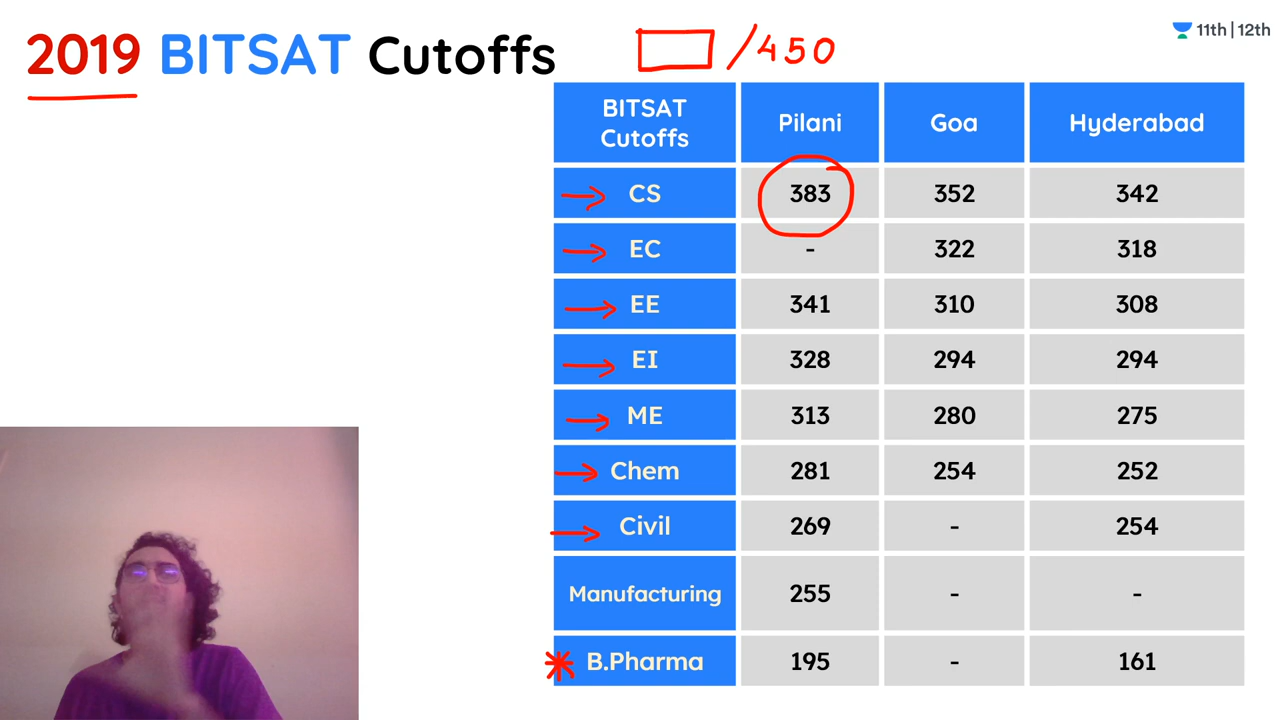 2019 BITSAT Cutoffs
/450
11th | 12th
BITSAT Cutoffs Pilani Goa Hyderabad
CS 383 352 342
EC - 322 318
EE 341 310 308
EI 328 294 294
ME 313 280 275
Chem 281 254 252
Civil 269 - 254
Manufacturing 255 - -
B.Pharma 195 - 161